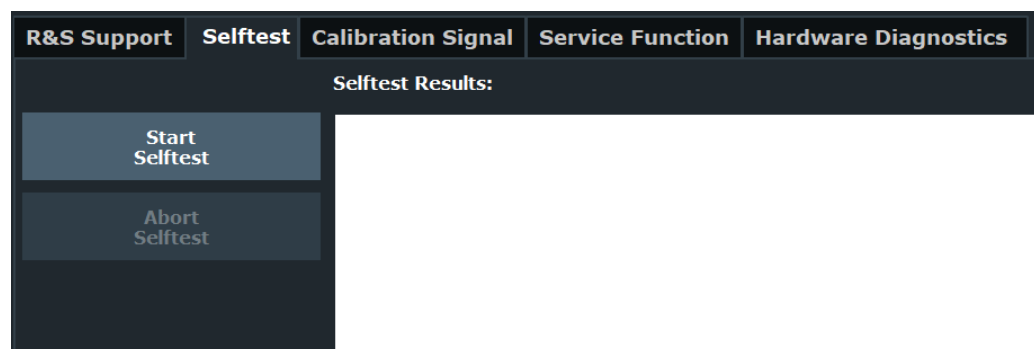 R&S Support Selftest Calibration Signal Service Function Hardware Diagnostics
Selftest Results:
Start
Selftest
Abort
Selftest